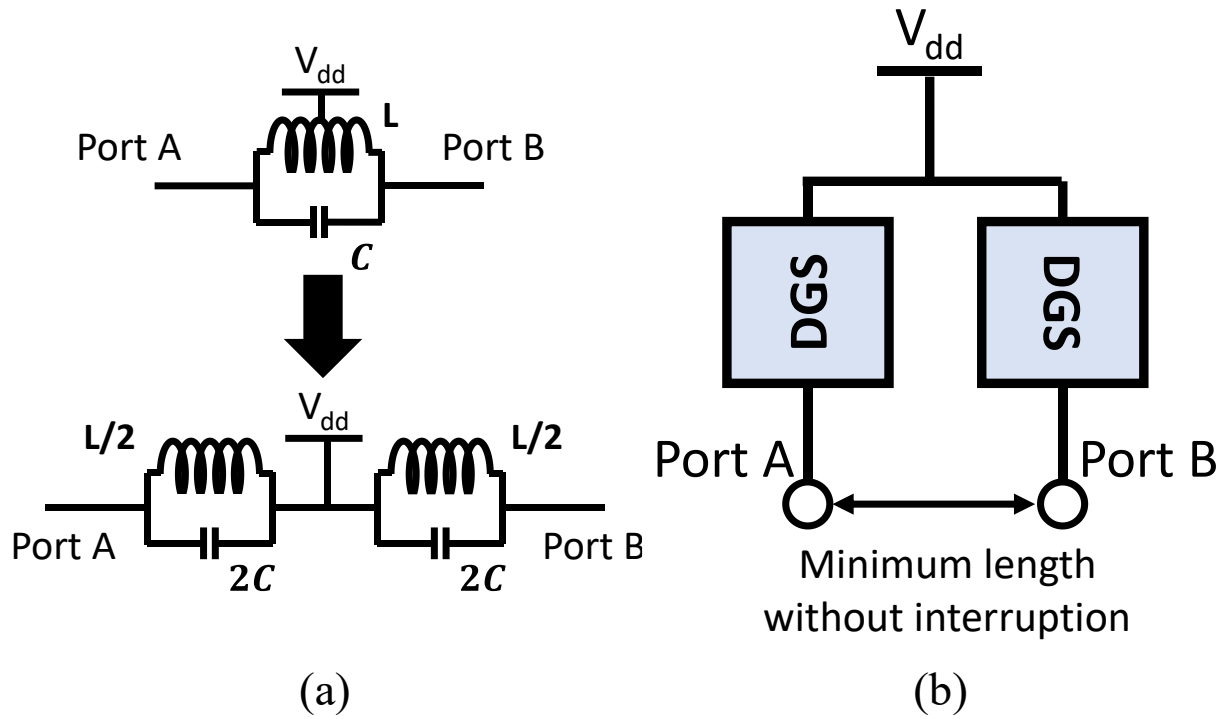 V_dd
L
Port A
Port B
C
V_dd
L/2
L/2
Port A
Port B
2C
2C
(a)
V_dd
DGS
DGS
Port A
Port B
Minimum length
without interruption
(b)